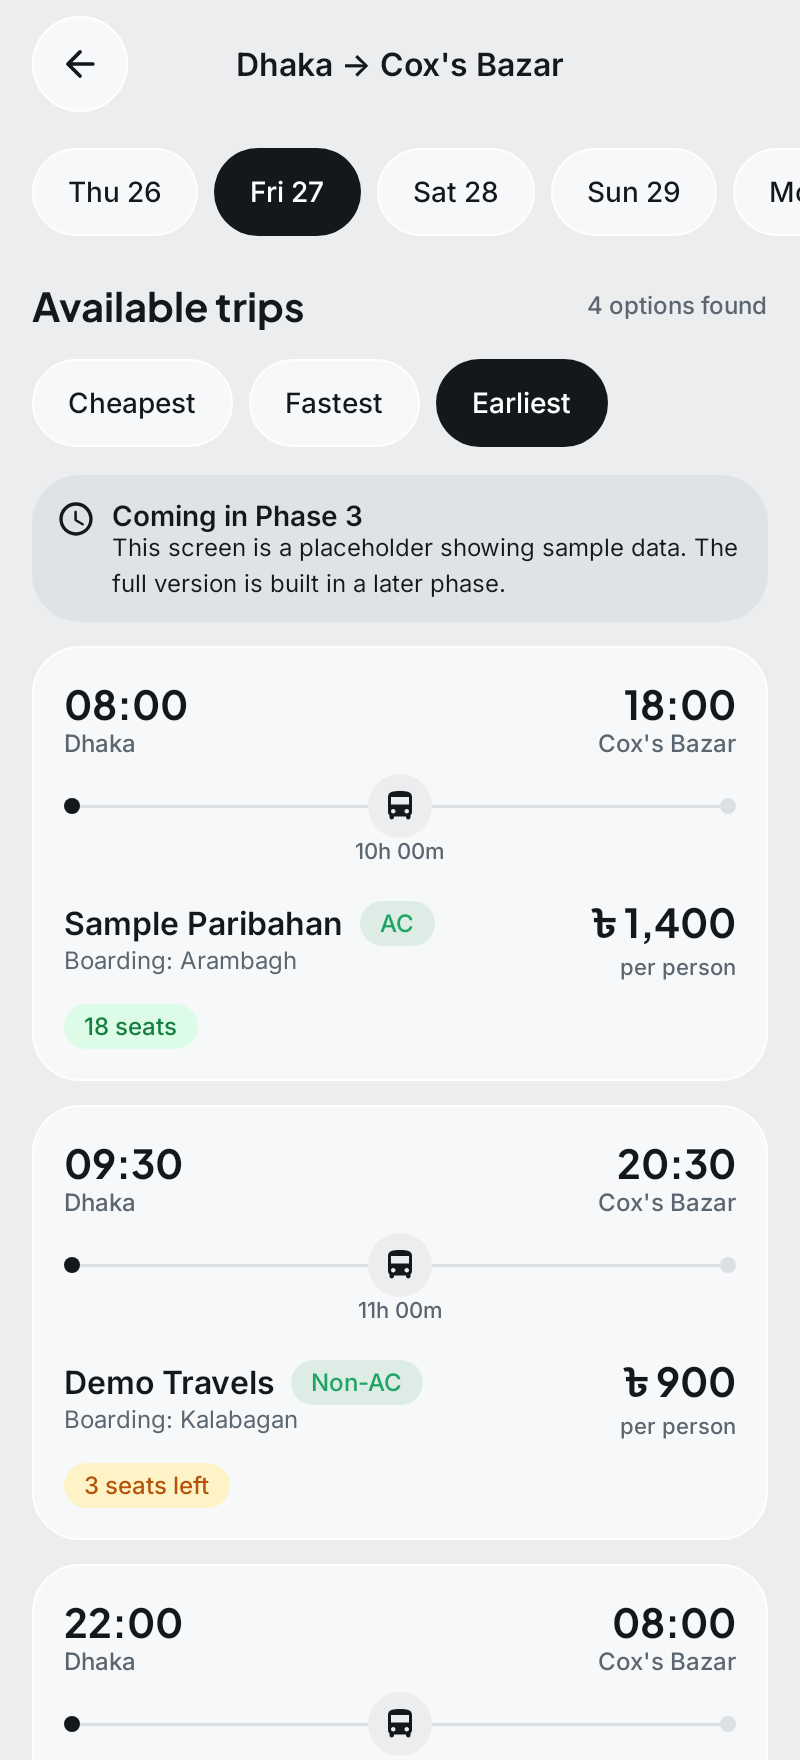 Dhaka → Cox's Bazar
Thu 26 Fri 27 Sat 28 Sun 29
Available trips 4 options found
Cheapest Fastest Earliest
Coming in Phase 3
This screen is a placeholder showing sample data. The
full version is built in a later phase.
08:00 18:00
Dhaka Cox's Bazar
10h 00m
Sample Paribahan AC ৳ 1,400
Boarding: Arambagh per person
18 seats
09:30 20:30
Dhaka Cox's Bazar
11h 00m
Demo Travels Non-AC ৳ 900
Boarding: Kalabagan per person
3 seats left
22:00 08:00
Dhaka Cox's Bazar